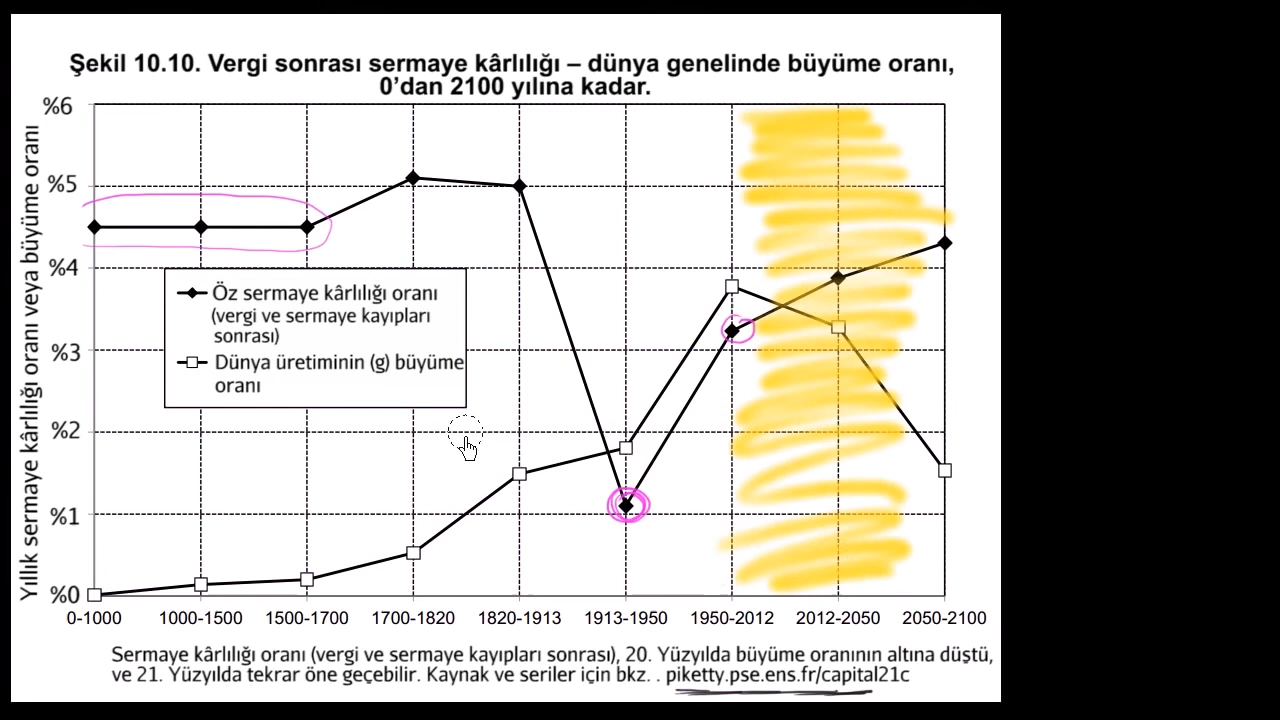 Şekil 10.10. Vergi sonrası sermaye kârlılığı – dünya genelinde büyüme oranı,
0’dan 2100 yılına kadar.
Yıllık sermaye kârlılığı oranı veya büyüme oranı
%6
%5
%4
%3
%2
%1
%0
Öz sermaye kârlılığı oranı
(vergi ve sermaye kayıpları
sonrası)
Dünya üretiminin (g) büyüme
oranı
0-1000 1000-1500 1500-1700 1700-1820 1820-1913 1913-1950 1950-2012 2012-2050 2050-2100
Sermaye kârlılığı oranı (vergi ve sermaye kayıpları sonrası), 20. Yüzyılda büyüme oranının altına düştü,
ve 21. Yüzyılda tekrar öne geçebilir. Kaynak ve seriler için bkz. . piketty.pse.ens.fr/capital21c